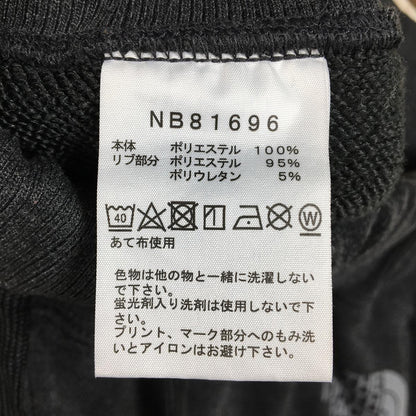 NB81696
本体 ポリエステル 100%
リブ部分 ポリエステル 95%
ポリウレタン 5%
40 W
あて布使用
色物は他の物と一緒に洗濯しない
で下さい。
蛍光剤入り洗剤は使用しないで下
さい。
プリント、マーク部分へのもみ洗
いとアイロンはお避け下さい。
THE
NORTH